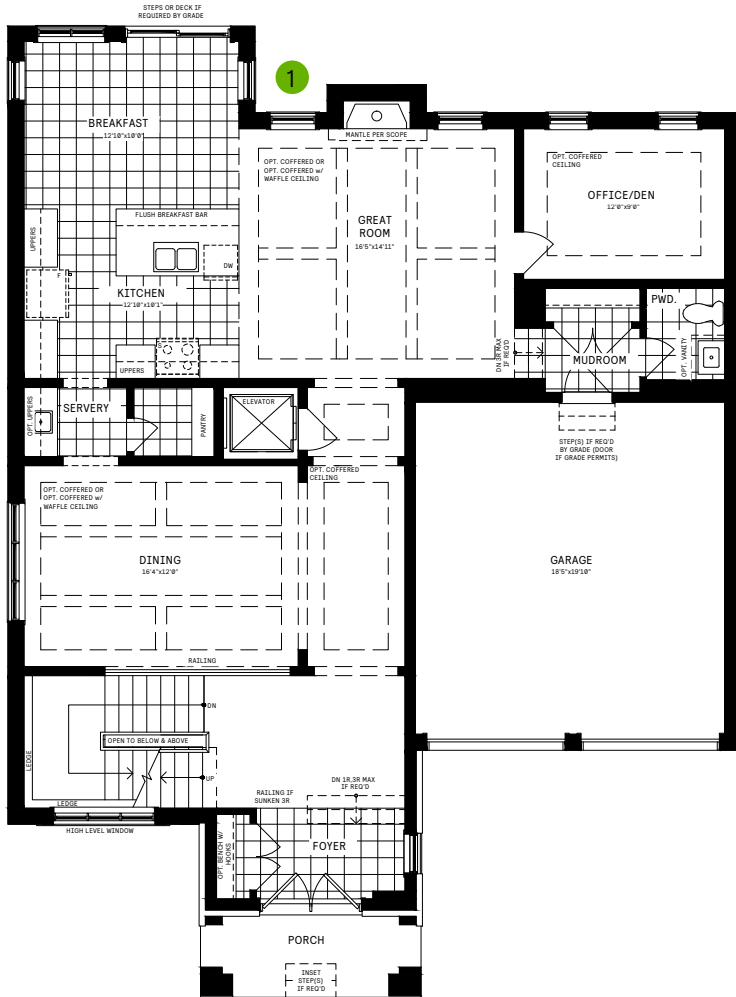 STEPS OR DECK IF
REQUIRED BY GRADE
1
BREAKFAST
12'10"x10'0"
MANTLE PER SCOPE
OPT. COFFERED OR
OPT. COFFERED w/
WAFFLE CEILING
OPT. COFFERED
CEILING
OFFICE/DEN
12'0"x9'0"
FLUSH BREAKFAST BAR
GREAT
ROOM
16'5"x14'11"
UPPERS
DW
F
KITCHEN
12'10"x10'1"
PWD.
S
UPPERS
DN 3R MAX
IF REQ'D
MUDROOM
OPT. VANITY
SERVERY
OPT. UPPERS
PANTRY
ELEVATOR
STEP(S) IF REQ'D
BY GRADE (DOOR
IF GRADE PERMITS)
OPT. COFFERED
CEILING
OPT. COFFERED OR
OPT. COFFERED w/
WAFFLE CEILING
DINING
16'4"x12'0"
GARAGE
18'5"x19'10"
RAILING
DN
OPEN TO BELOW & ABOVE
LEDGE
UP
LEDGE
HIGH LEVEL WINDOW
RAILING IF
SUNKEN 3R
DN 1R,3R MAX
IF REQ'D
OPT. BENCH W/
HOOKS
FOYER
PORCH
INSET
STEP(S)
IF REQ'D